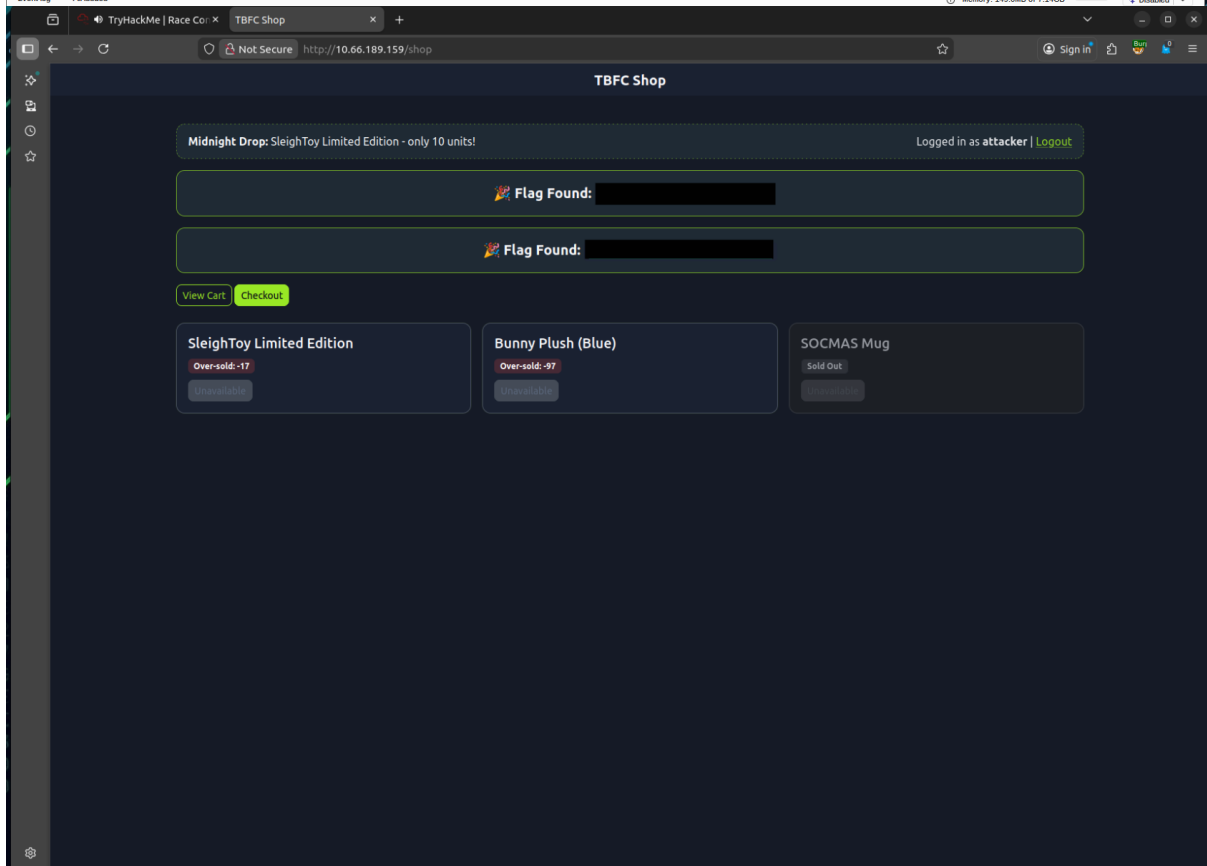 TryHackMe | Race Con
TBFC Shop
Not Secure http://10.66.189.159/shop
Sign in
TBFC Shop
Midnight Drop: SleighToy Limited Edition - only 10 units!
Logged in as attacker | Logout
🎉 Flag Found:
🎉 Flag Found:
View Cart Checkout
SleighToy Limited Edition
Over-sold: -17
Unavailable
Bunny Plush (Blue)
Over-sold: -97
Unavailable
SOCMAS Mug
Sold Out
Unavailable